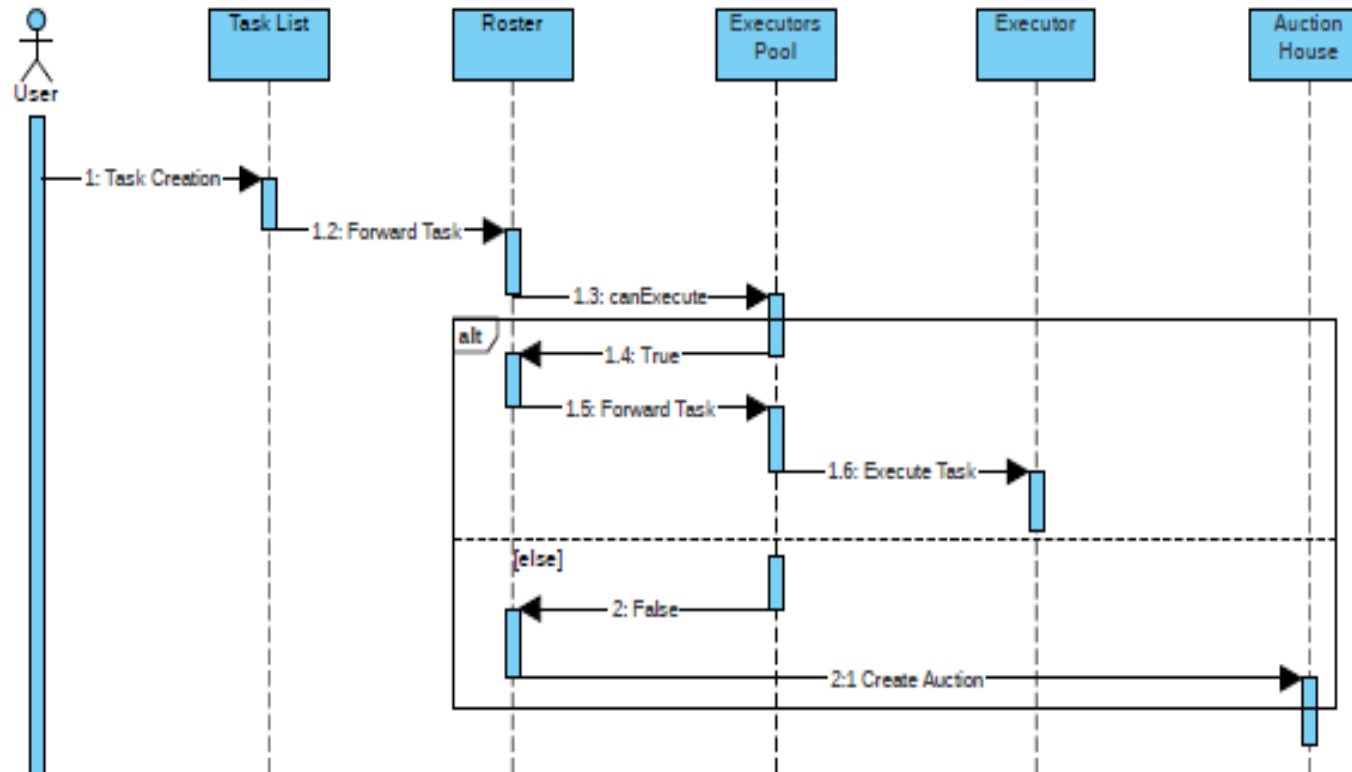 User
Task List
Roster
Executors
Pool
Executor
Auction
House
1: Task Creation
1.2: Forward Task
1.3: canExecute
alt
1.4: True
1.5: Forward Task
1.6: Execute Task
[else]
2: False
2:1 Create Auction